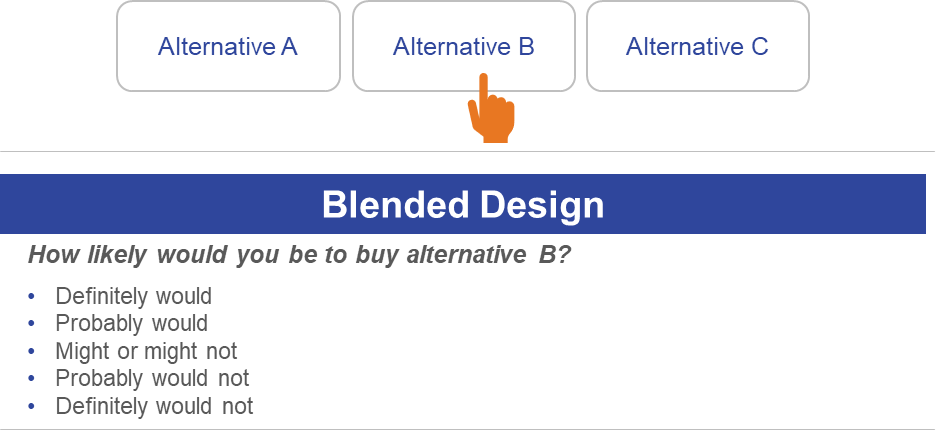 Alternative A Alternative B Alternative C
Blended Design
How likely would you be to buy alternative B?
• Definitely would
• Probably would
• Might or might not
• Probably would not
• Definitely would not